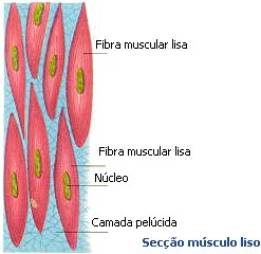 Fibra muscular lisa
Fibra muscular lisa
Núcleo
Camada pelúcida
Secção músculo liso